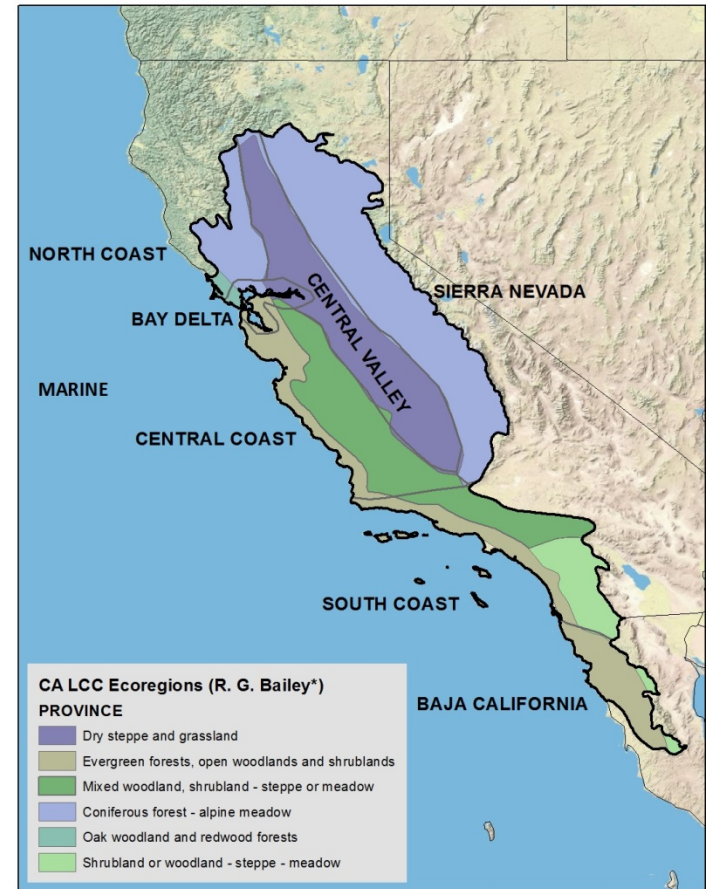 NORTH COAST
SIERRA NEVADA
BAY DELTA
CENTRAL VALLEY
MARINE
CENTRAL COAST
SOUTH COAST
BAJA CALIFORNIA
CA LCC Ecoregions (R. G. Bailey*)
PROVINCE
Dry steppe and grassland
Evergreen forests, open woodlands and shrublands
Mixed woodland, shrubland - steppe or meadow
Coniferous forest - alpine meadow
Oak woodland and redwood forests
Shrubland or woodland - steppe - meadow